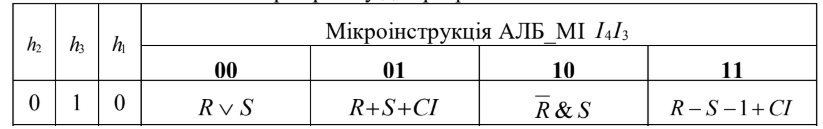 h₂ h₃ h₁ Мікроінструкція АЛБ_МІ I₄I₃
00 01 10 11
0 1 0 R ∨ S R+S+CI R̅ & S R − S − 1 + CI